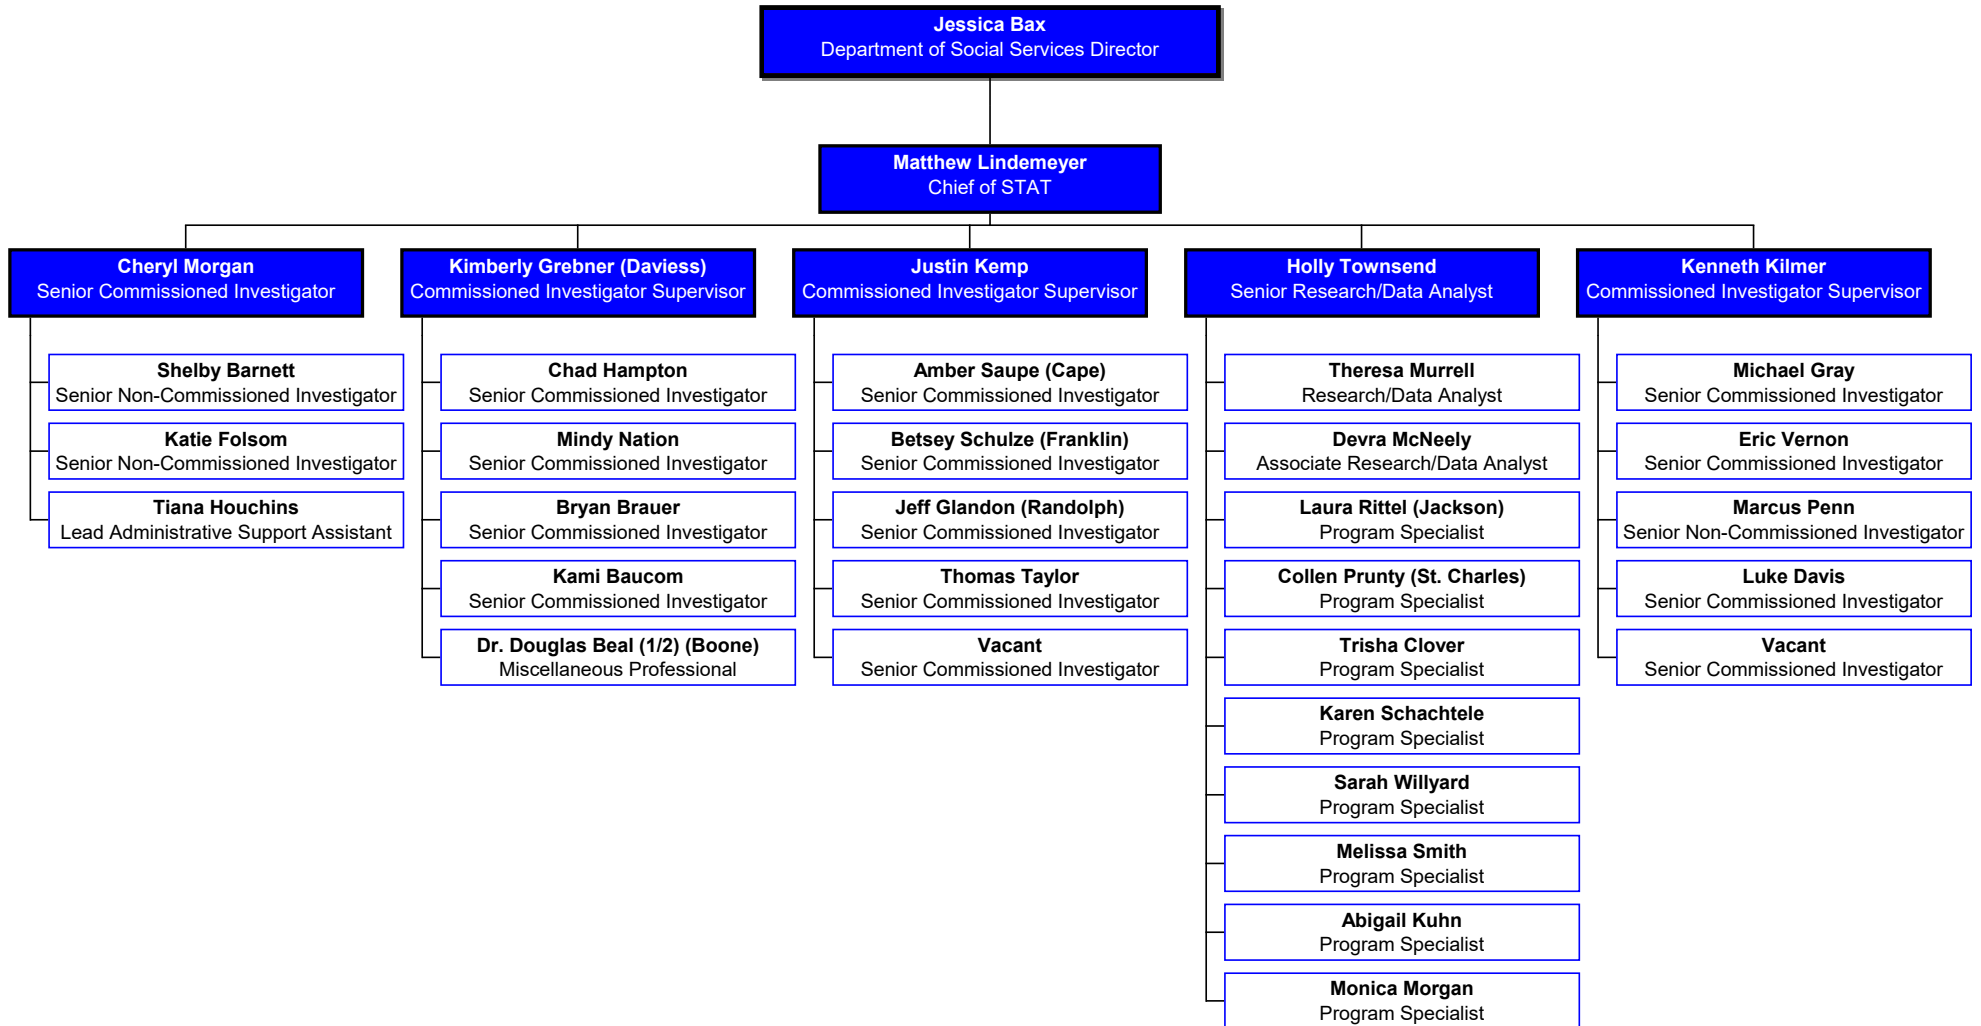 Jessica Bax
Department of Social Services Director
Matthew Lindemeyer
Chief of STAT
Cheryl Morgan
Senior Commissioned Investigator
Shelby Barnett
Senior Non-Commissioned Investigator
Katie Folsom
Senior Non-Commissioned Investigator
Tiana Houchins
Lead Administrative Support Assistant
Kimberly Grebner (Daviess)
Commissioned Investigator Supervisor
Chad Hampton
Senior Commissioned Investigator
Mindy Nation
Senior Commissioned Investigator
Bryan Brauer
Senior Commissioned Investigator
Kami Baucom
Senior Commissioned Investigator
Dr. Douglas Beal (1/2) (Boone)
Miscellaneous Professional
Justin Kemp
Commissioned Investigator Supervisor
Amber Saupe (Cape)
Senior Commissioned Investigator
Betsey Schulze (Franklin)
Senior Commissioned Investigator
Jeff Glandon (Randolph)
Senior Commissioned Investigator
Thomas Taylor
Senior Commissioned Investigator
Vacant
Senior Commissioned Investigator
Holly Townsend
Senior Research/Data Analyst
Theresa Murrell
Research/Data Analyst
Devra McNeely
Associate Research/Data Analyst
Laura Rittel (Jackson)
Program Specialist
Collen Prunty (St. Charles)
Program Specialist
Trisha Clover
Program Specialist
Karen Schachtele
Program Specialist
Sarah Willyard
Program Specialist
Melissa Smith
Program Specialist
Abigail Kuhn
Program Specialist
Monica Morgan
Program Specialist
Kenneth Kilmer
Commissioned Investigator Supervisor
Michael Gray
Senior Commissioned Investigator
Eric Vernon
Senior Commissioned Investigator
Marcus Penn
Senior Non-Commissioned Investigator
Luke Davis
Senior Commissioned Investigator
Vacant
Senior Commissioned Investigator